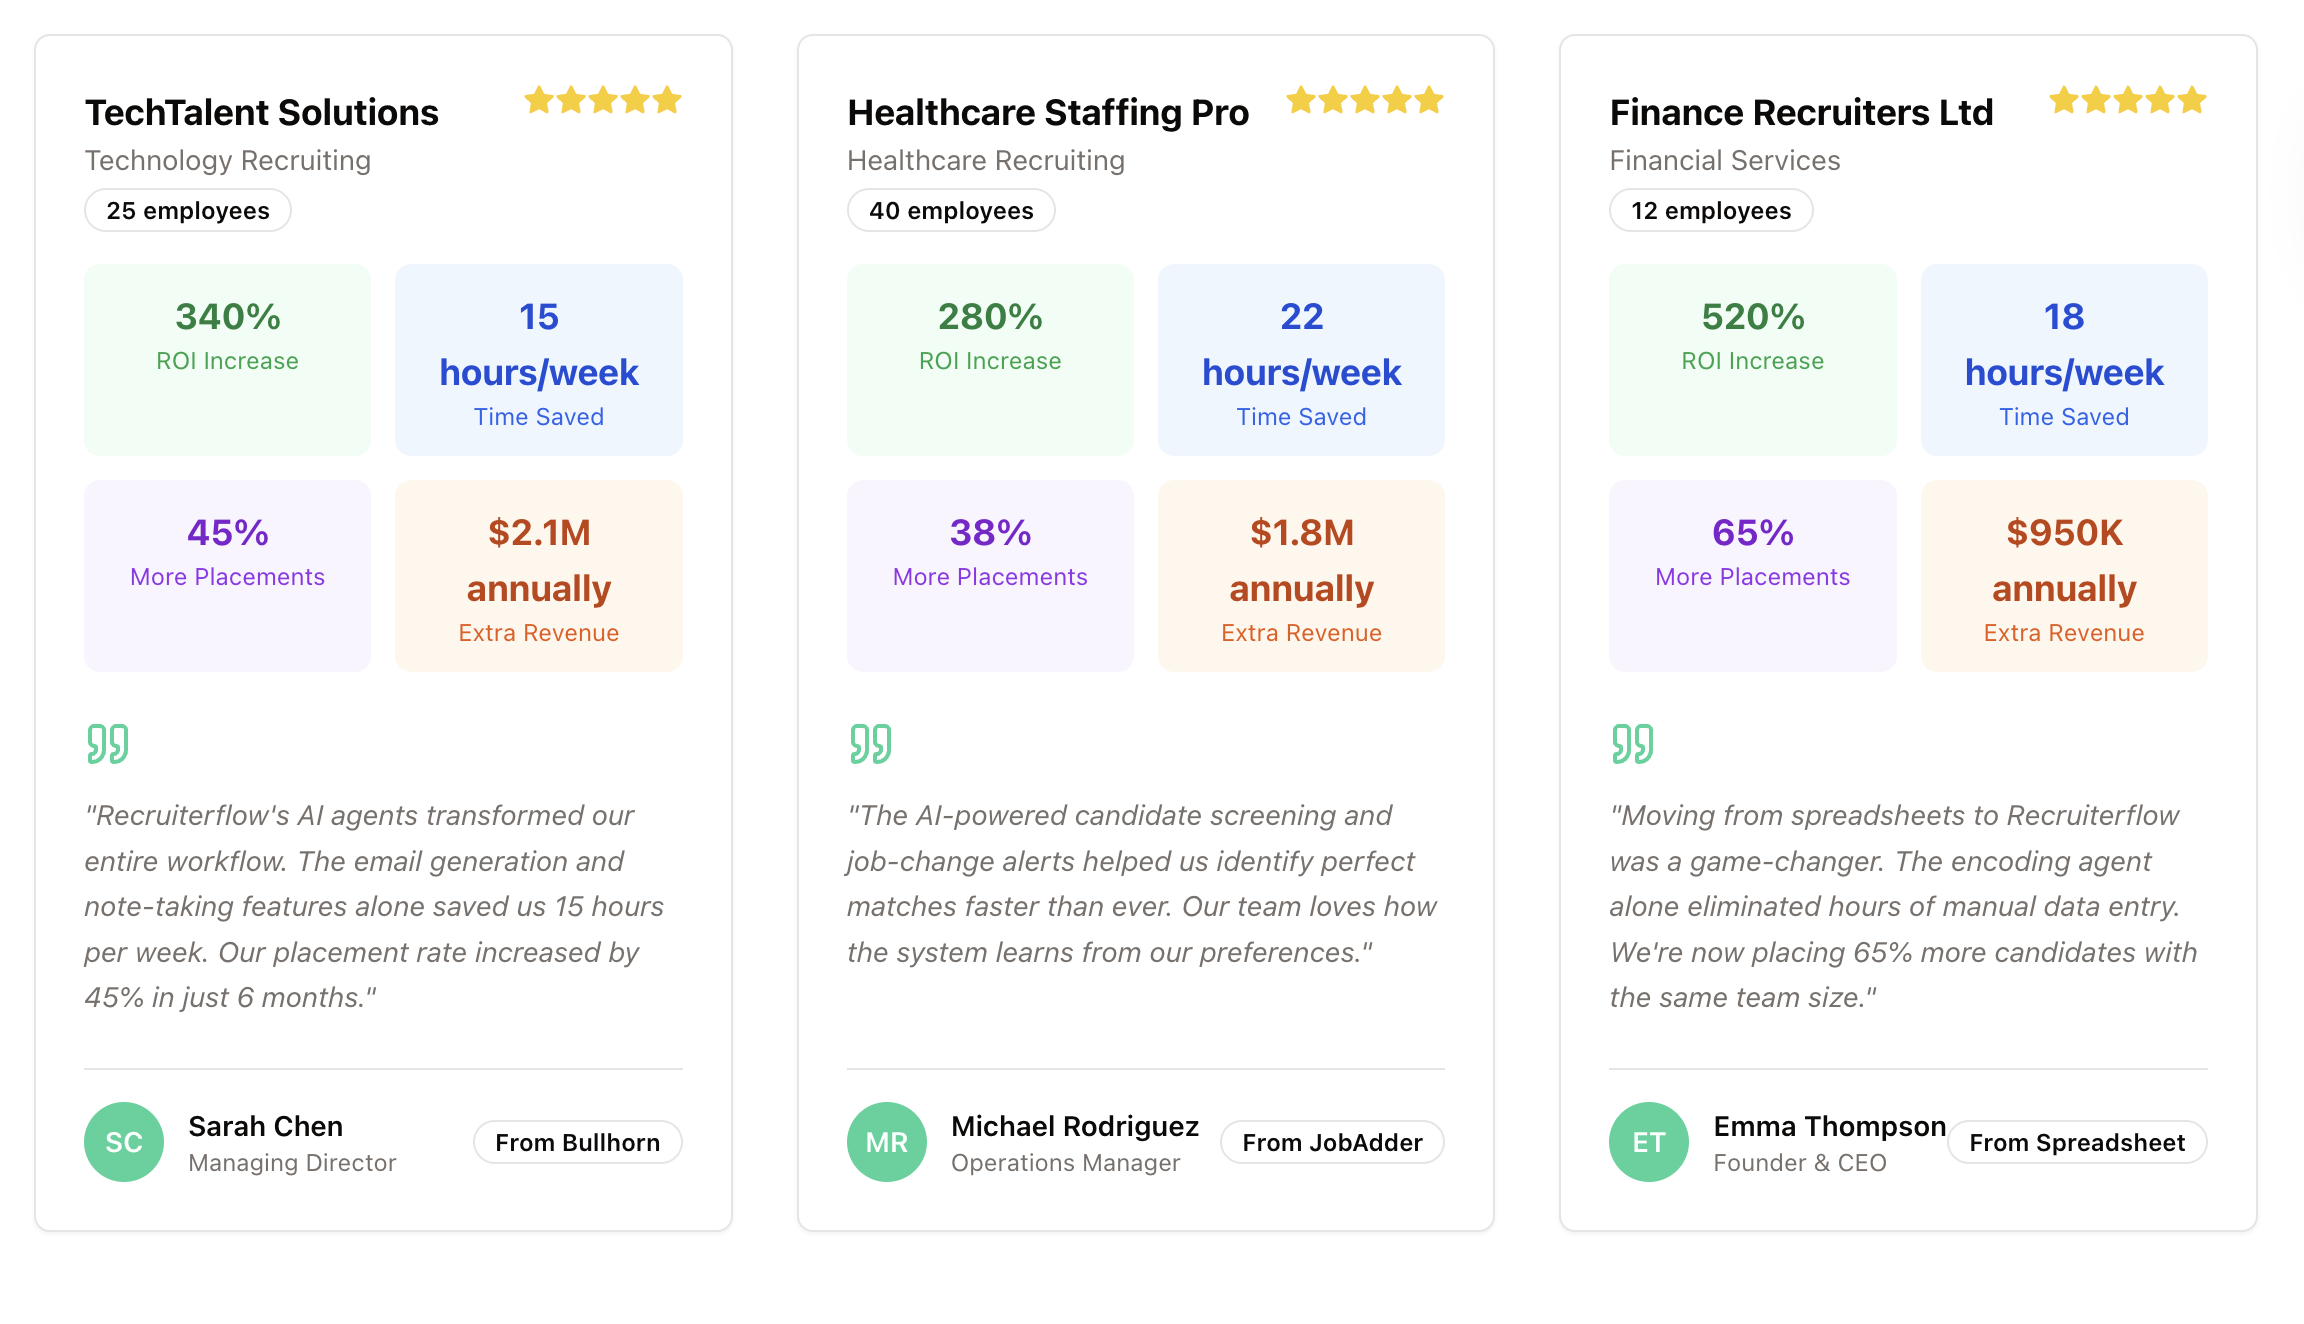 TechTalent Solutions
Technology Recruiting
25 employees
340%
ROI Increase
15
hours/week
Time Saved
45%
More Placements
$2.1M
annually
Extra Revenue
"Recruiterflow's AI agents transformed our
entire workflow. The email generation and
note-taking features alone saved us 15 hours
per week. Our placement rate increased by
45% in just 6 months."
SC
Sarah Chen
Managing Director
From Bullhorn
Healthcare Staffing Pro
Healthcare Recruiting
40 employees
280%
ROI Increase
22
hours/week
Time Saved
38%
More Placements
$1.8M
annually
Extra Revenue
"The AI-powered candidate screening and
job-change alerts helped us identify perfect
matches faster than ever. Our team loves how
the system learns from our preferences."
MR
Michael Rodriguez
Operations Manager
From JobAdder
Finance Recruiters Ltd
Financial Services
12 employees
520%
ROI Increase
18
hours/week
Time Saved
65%
More Placements
$950K
annually
Extra Revenue
"Moving from spreadsheets to Recruiterflow
was a game-changer. The encoding agent
alone eliminated hours of manual data entry.
We're now placing 65% more candidates with
the same team size."
ET
Emma Thompson
Founder & CEO
From Spreadsheet